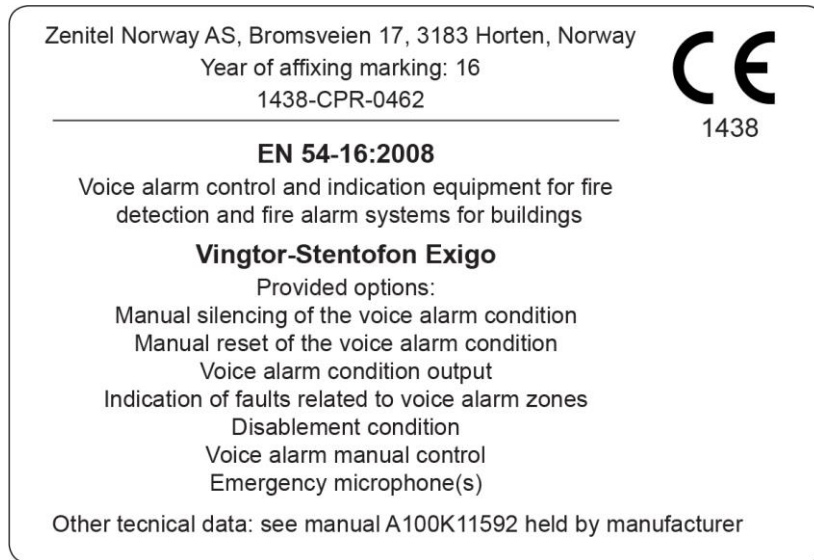 Zenitel Norway AS, Bromsveien 17, 3183 Horten, Norway
Year of affixing marking: 16
1438-CPR-0462
CE
1438
EN 54-16:2008
Voice alarm control and indication equipment for fire
detection and fire alarm systems for buildings
Vingtor-Stentofon Exigo
Provided options:
Manual silencing of the voice alarm condition
Manual reset of the voice alarm condition
Voice alarm condition output
Indication of faults related to voice alarm zones
Disablement condition
Voice alarm manual control
Emergency microphone(s)
Other tecnical data: see manual A100K11592 held by manufacturer